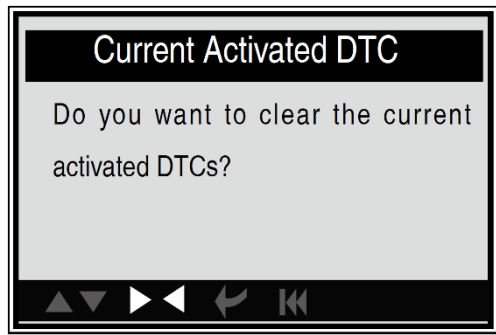 Current Activated DTC
Do you want to clear the current
activated DTCs?